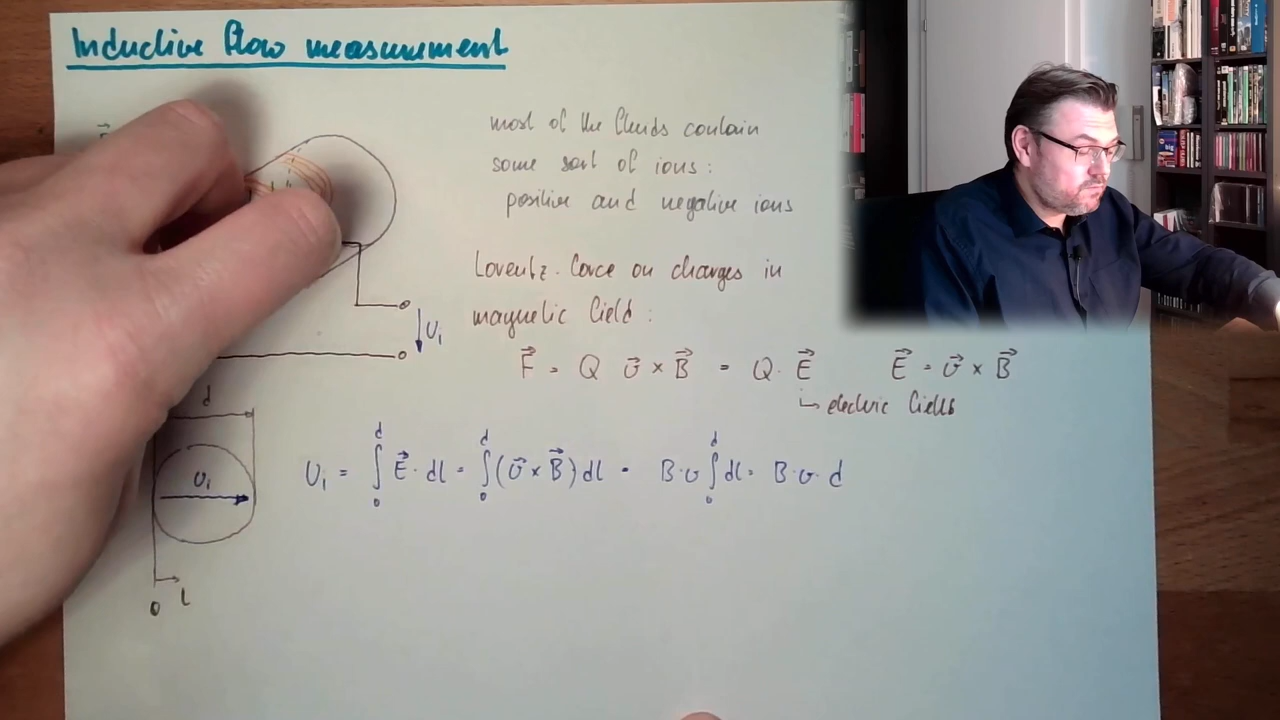 Inductive flow measurement
most of the fluids contain
some sort of ions:
positive and negative ions
Lorentz-force on charges in
magnetic field:
F⃗ = Q v⃗ × B⃗ = Q · E⃗    E⃗ = v⃗ × B⃗
↳ electric fields
U₁
d
U₁
0 l
U₁ = ∫₀ᵈ E⃗ · dl = ∫₀ᵈ (v⃗ × B⃗) dl = B·v ∫₀ᵈ dl = B·v·d